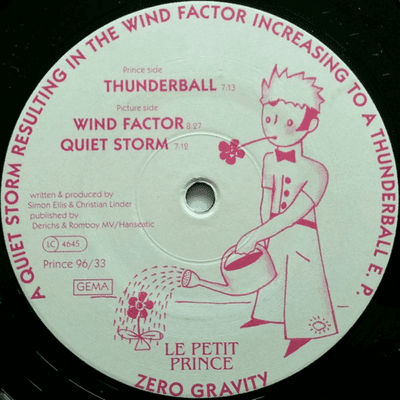 A QUIET STORM RESULTING IN THE WIND FACTOR INCREASING TO A THUNDERBALL E. P.
Prince side
THUNDERBALL 7:13
Picture side
WIND FACTOR 8:27
QUIET STORM 7:12
written & produced by
Simon Ellis & Christian Linder
published by
Derichs & Romboy MV/Hanseatic
LC 4645
Prince 96/33
GEMA
LE PETIT
PRINCE
ZERO GRAVITY